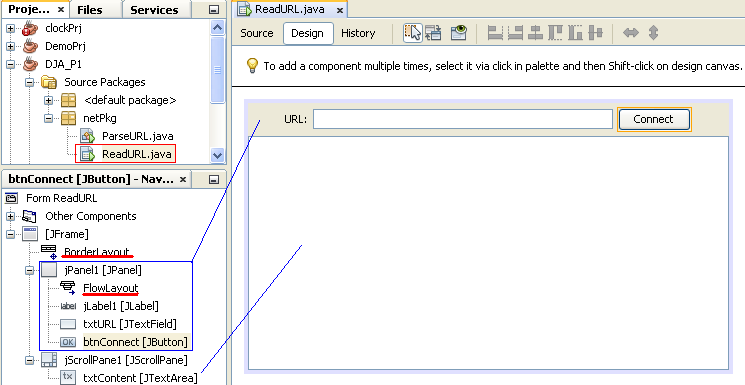 Proje... × Files Services
clockPrj
DemoPrj
DJA_P1
Source Packages
<default package>
netPkg
ParseURL.java
ReadURL.java
btnConnect [JButton] - Nav... ×
Form ReadURL
Other Components
[JFrame]
BorderLayout
jPanel1 [JPanel]
FlowLayout
label jLabel1 [JLabel]
txtURL [JTextField]
OK btnConnect [JButton]
jScrollPane1 [JScrollPane]
tx txtContent [JTextArea]
ReadURL.java ×
Source Design History
To add a component multiple times, select it via click in palette and then Shift-click on design canvas.
URL: Connect